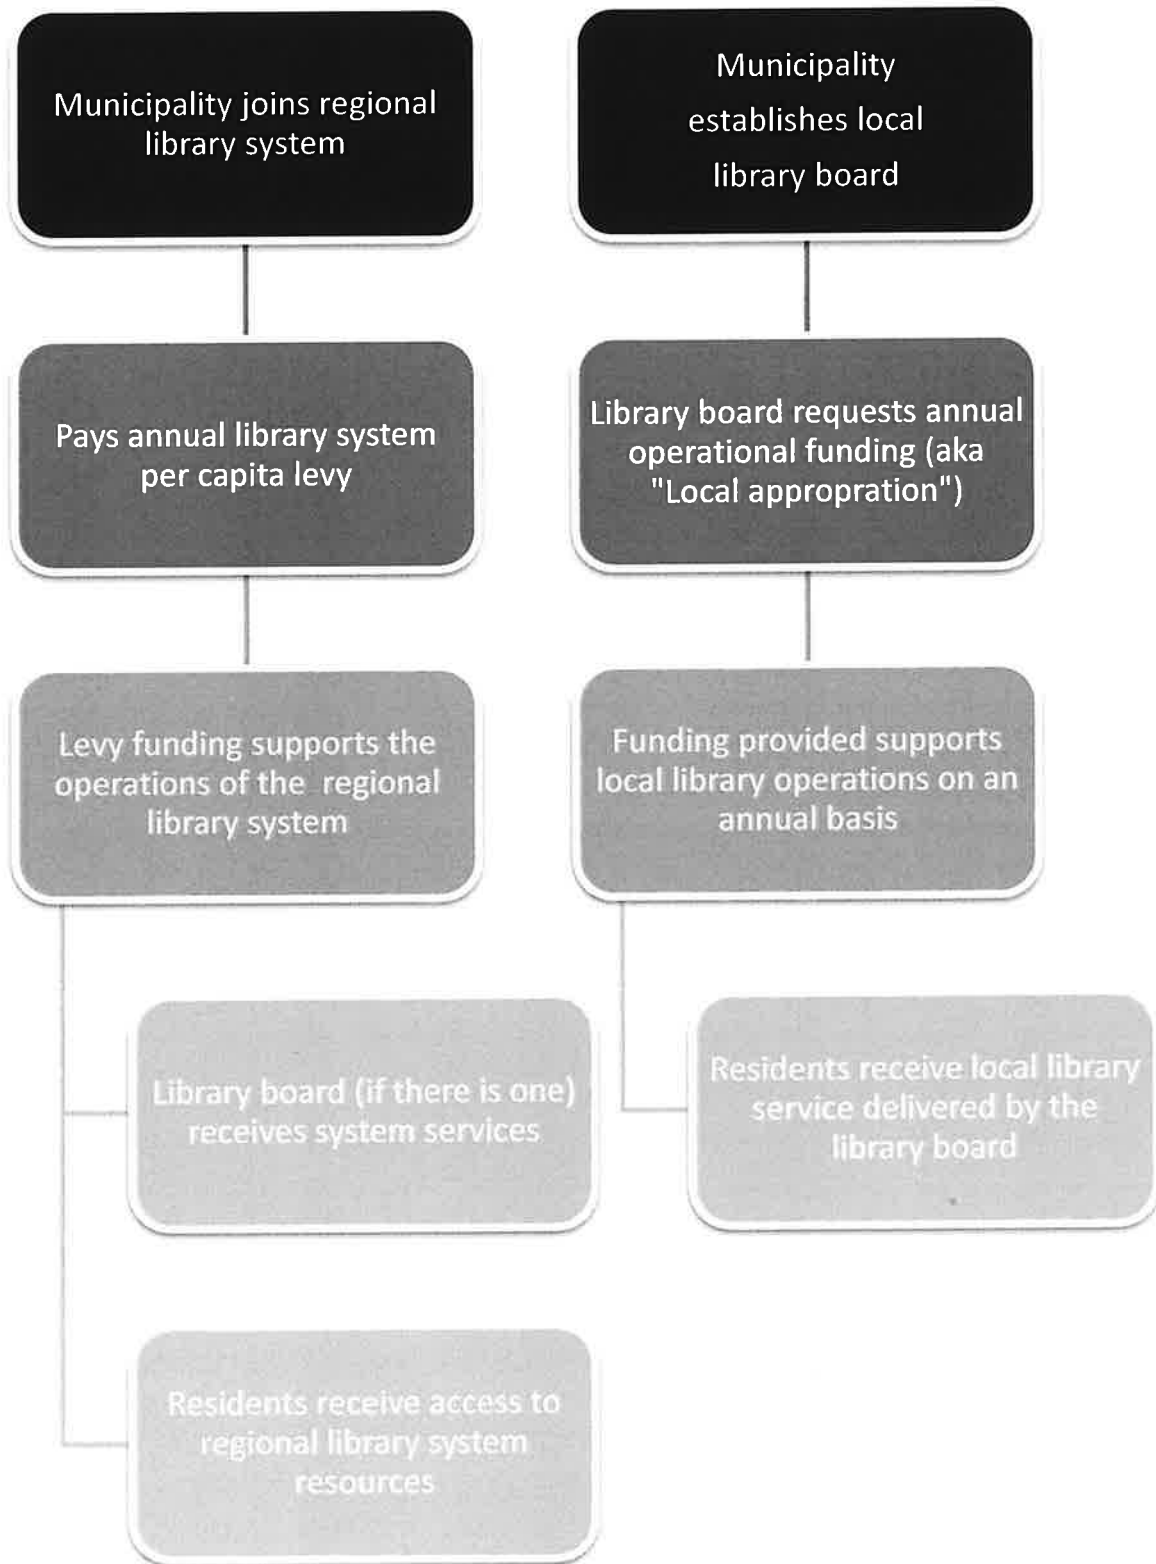 Municipality joins regional
library system
Pays annual library system
per capita levy
Levy funding supports the
operations of the regional
library system
Library board (if there is one)
receives system services
Residents receive access to
regional library system
resources
Municipality
establishes local
library board
Library board requests annual
operational funding (aka
"Local appropration")
Funding provided supports
local library operations on an
annual basis
Residents receive local library
service delivered by the
library board